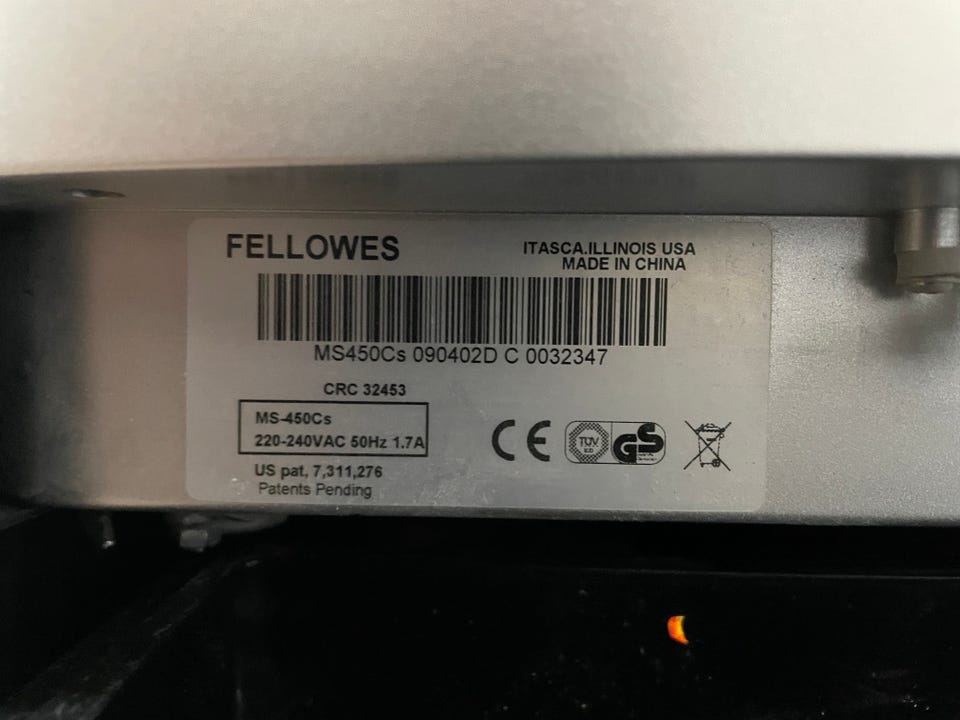 FELLOWES
ITASCA.ILLINOIS USA
MADE IN CHINA
MS450Cs 090402D C 0032347
CRC 32453
MS-450Cs
220-240VAC 50Hz 1.7A
US pat, 7,311,276
Patents Pending
CE
TÜV
GS